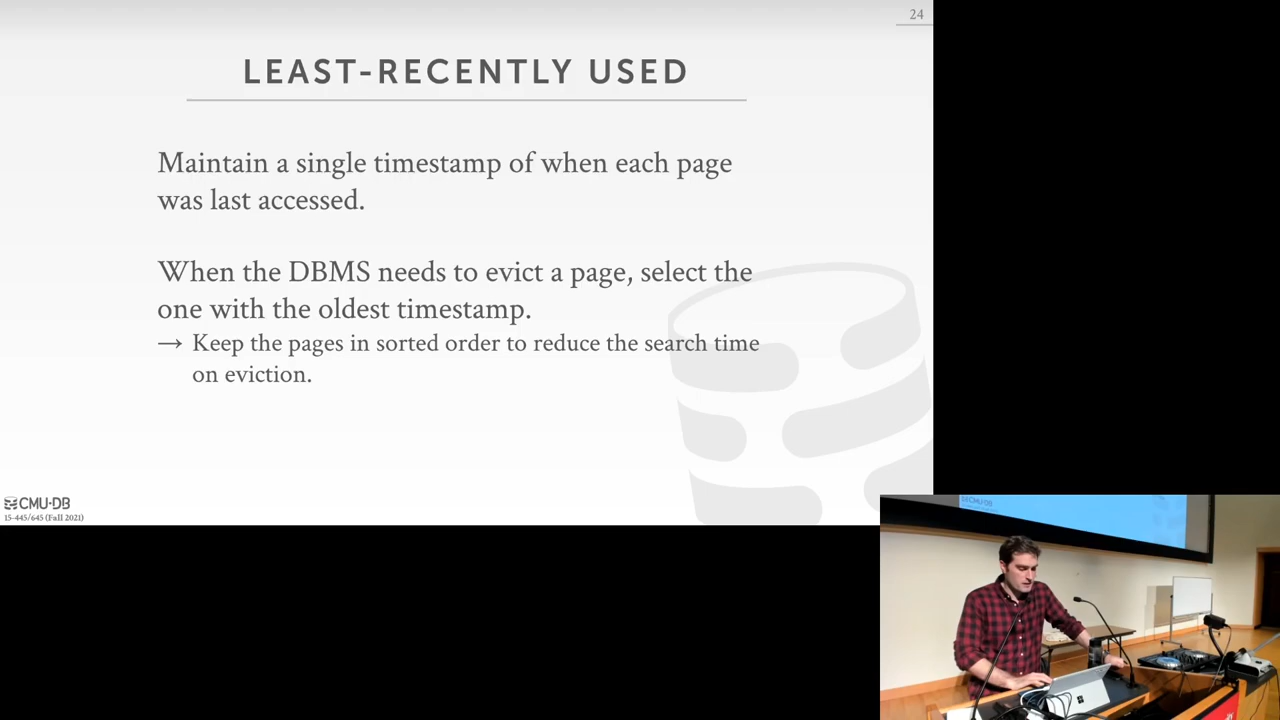 24
LEAST-RECENTLY USED
Maintain a single timestamp of when each page
was last accessed.
When the DBMS needs to evict a page, select the
one with the oldest timestamp.
→ Keep the pages in sorted order to reduce the search time
on eviction.
CMU·DB
15-445/645 (Fall 2021)